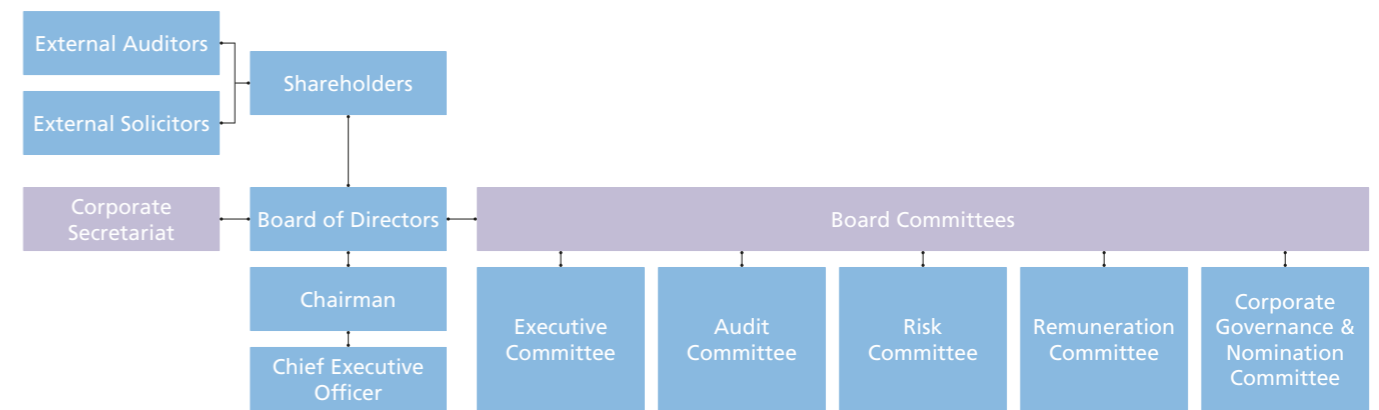 External Auditors
Shareholders
External Solicitors
Corporate
Secretariat
Board of Directors
Board Committees
Chairman
Chief Executive
Officer
Executive
Committee
Audit
Committee
Risk
Committee
Remuneration
Committee
Corporate
Governance &
Nomination
Committee